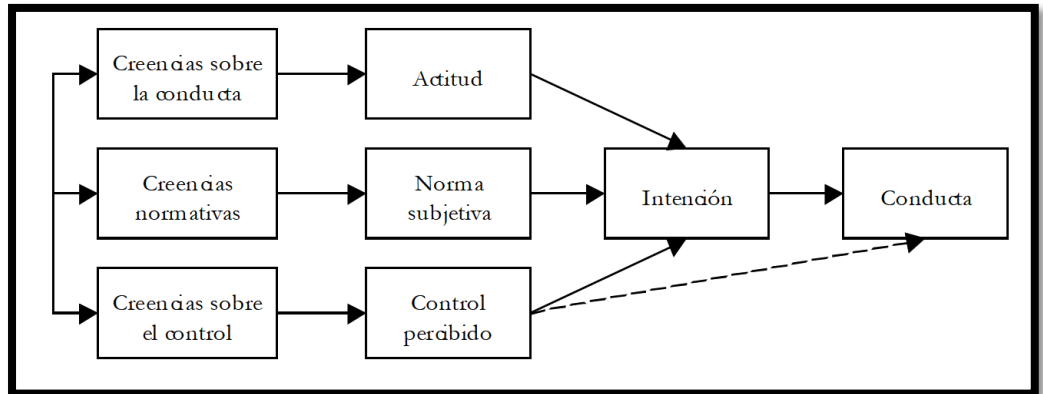 Creencias sobre
la conducta
Actitud
Creencias
normativas
Norma
subjetiva
Intención
Conducta
Creencias sobre
el control
Control
percibido